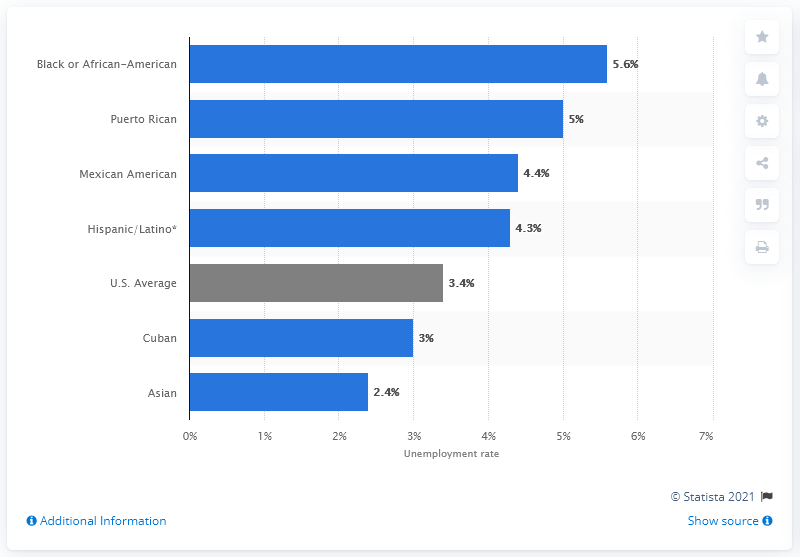 Black or African-American 5.6%
Puerto Rican 5%
Mexican American 4.4%
Hispanic/Latino* 4.3%
U.S. Average 3.4%
Cuban 3%
Asian 2.4%
0% 1% 2% 3% 4% 5% 6% 7%
Unemployment rate
© Statista 2021
Additional Information Show source